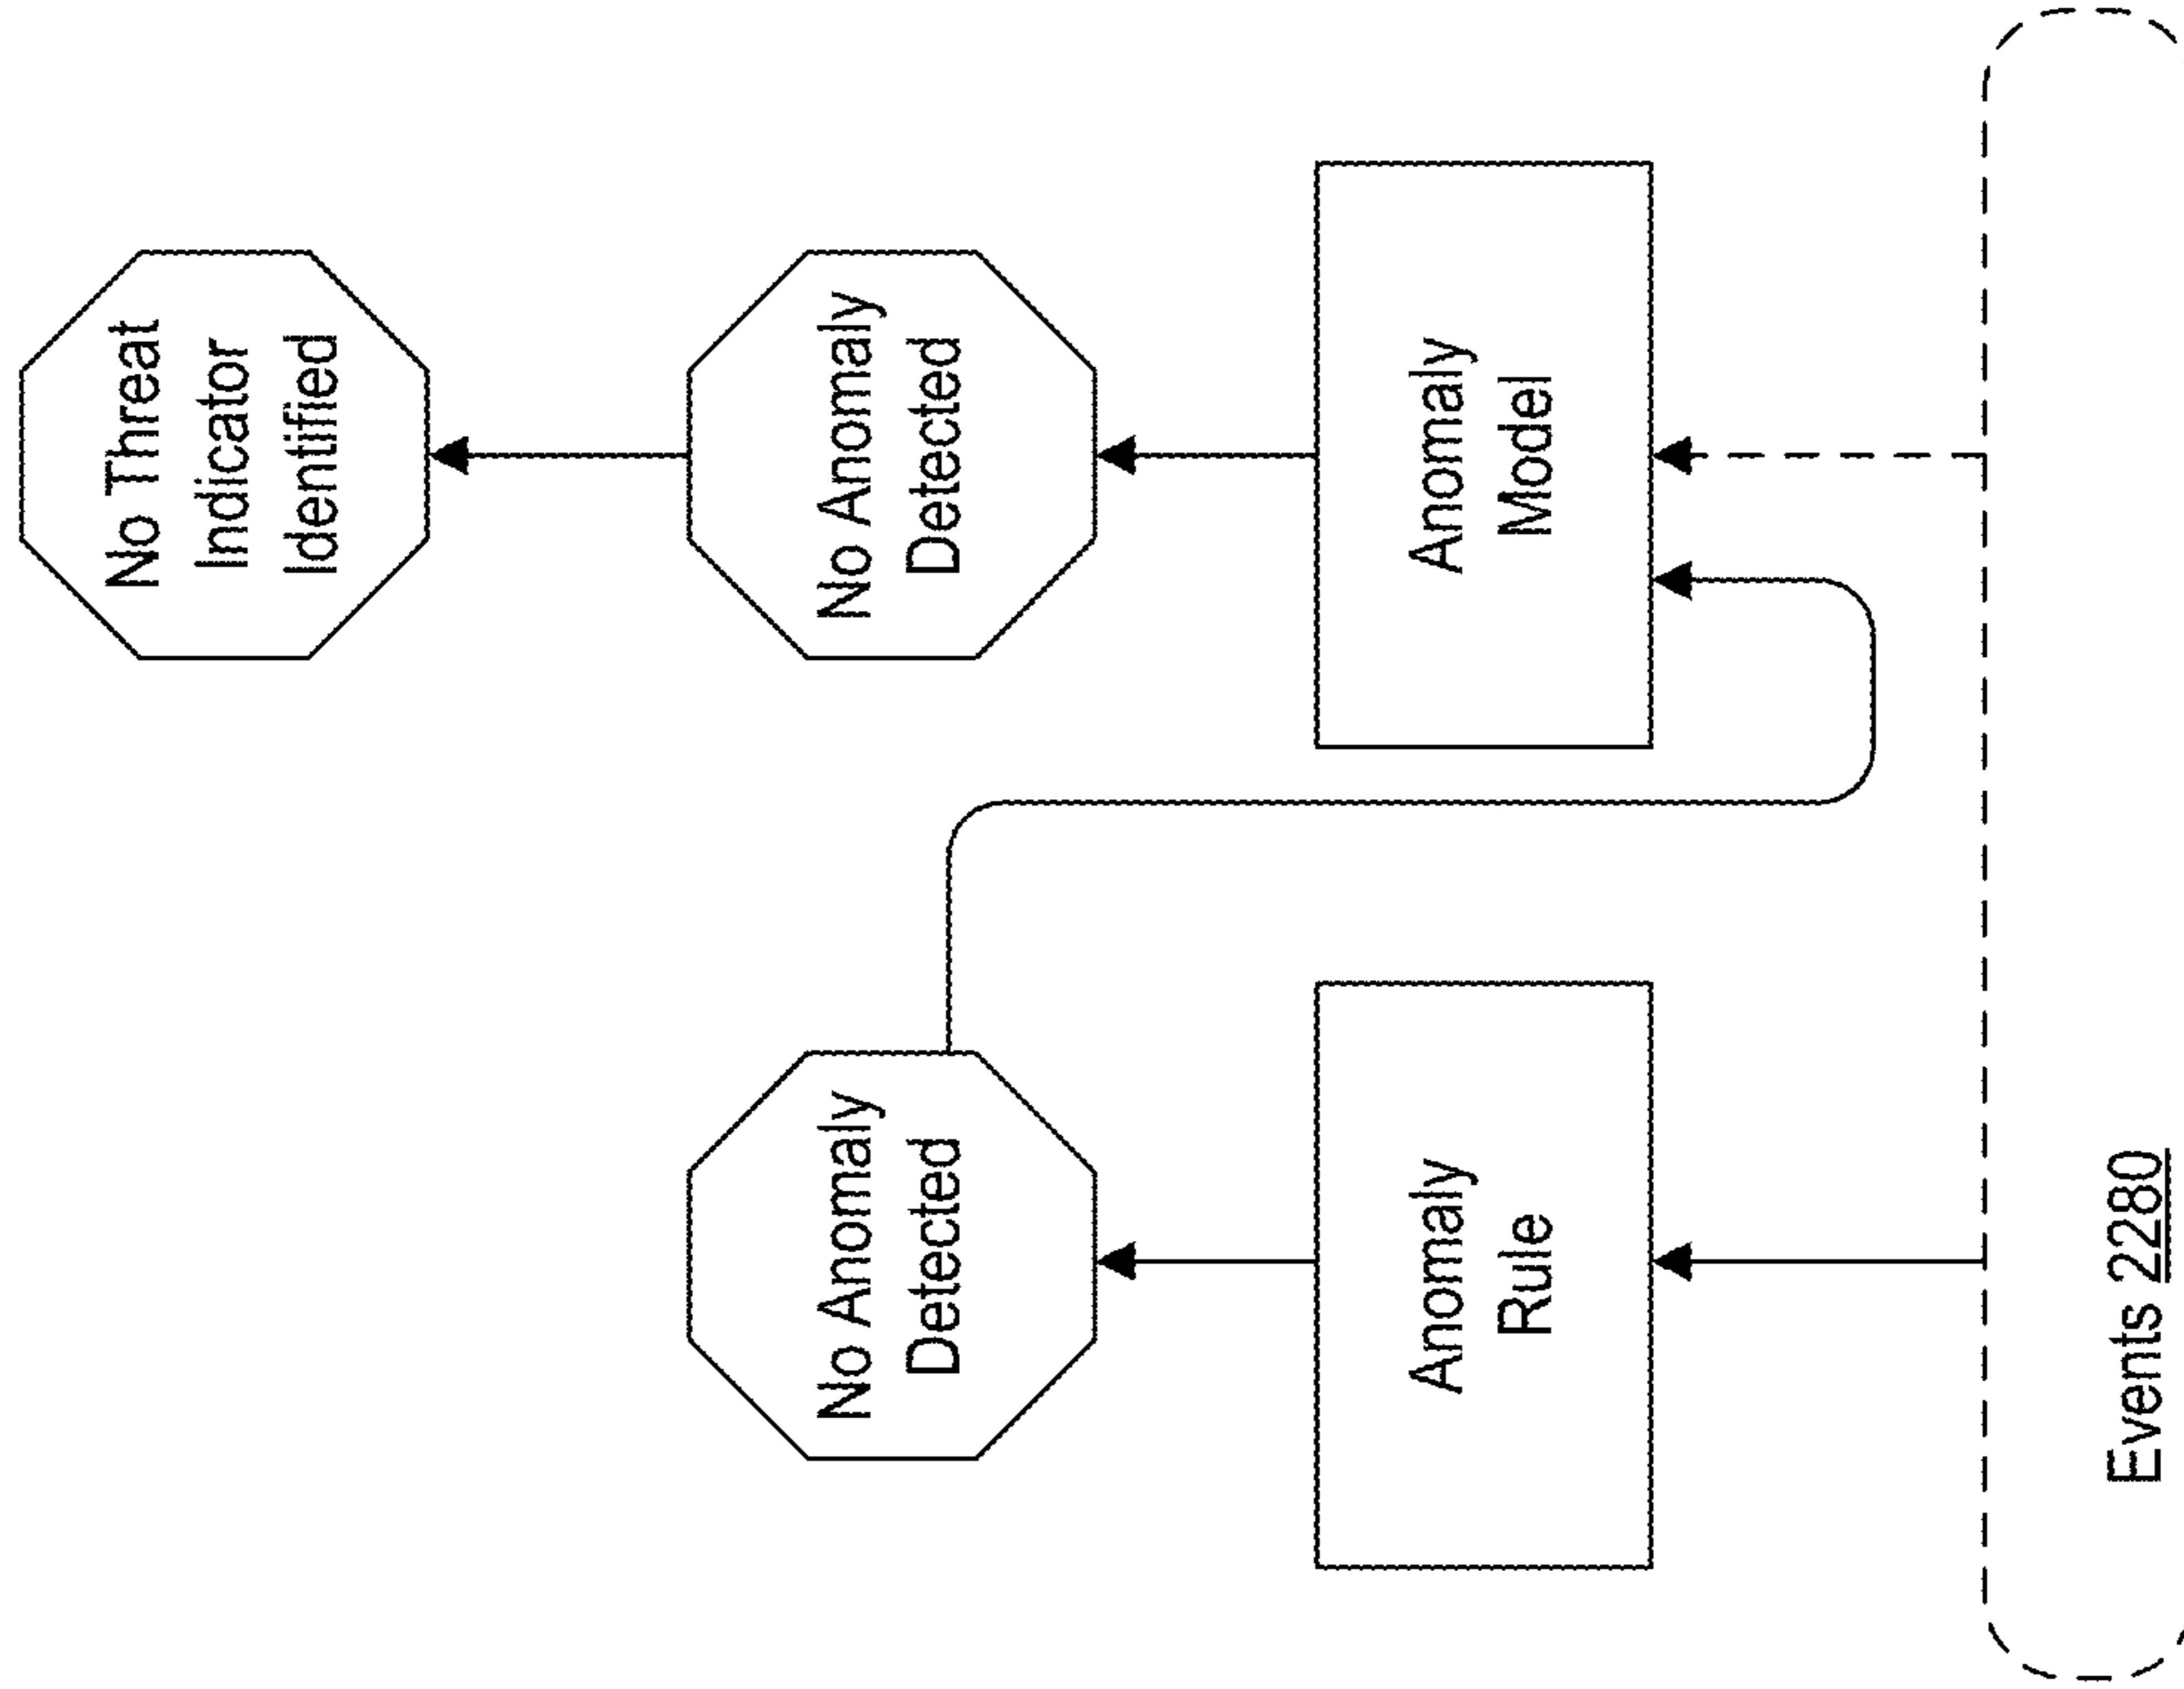 No Threat
Indicator
Identified
No Anomaly
Detected
No Anomaly
Detected
Anomaly
Rule
Anomaly
Model
Events 2280